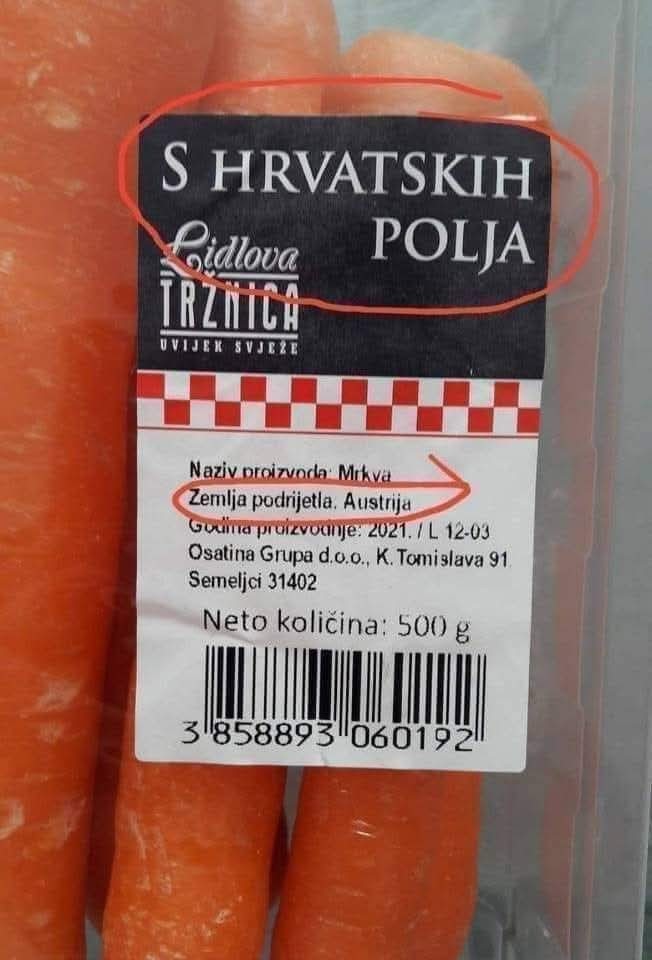 S HRVATSKIH
POLJA
Lidlova
TRŽNICA
UVIJEK SVJEŽE
Naziv proizvoda: Mrkva
Zemlja podrijetla. Austrija
Godina proizvodnje: 2021. / L 12-03
Osatina Grupa d.o.o., K. Tomislava 91
Semeljci 31402
Neto količina: 500 g
3 858893 060192